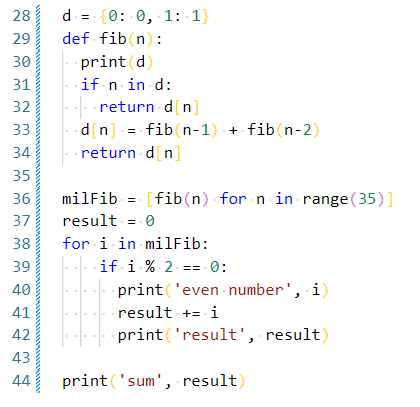 28 d = {0: 0, 1: 1}
29 def fib(n):
30   print(d)
31   if n in d:
32     return d[n]
33   d[n] = fib(n-1) + fib(n-2)
34   return d[n]
35
36 milFib = [fib(n) for n in range(35)]
37 result = 0
38 for i in milFib:
39     if i % 2 == 0:
40       print('even number', i)
41       result += i
42       print('result', result)
43
44 print('sum', result)